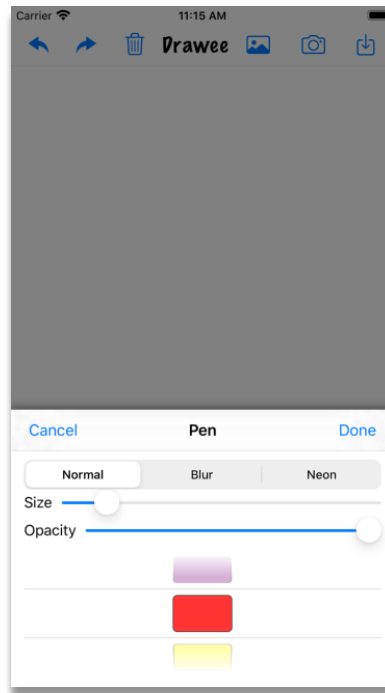 Carrier 11:15 AM
Drawee
Cancel Pen Done
Normal Blur Neon
Size
Opacity